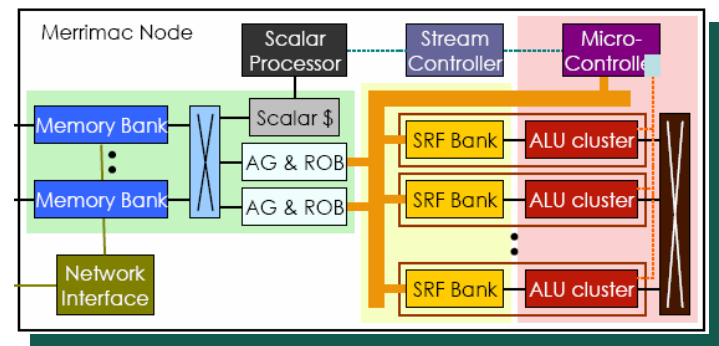 Merrimac Node
Scalar
Processor
Stream
Controller
Micro-
Controlle
Memory Bank
Scalar $
SRF Bank
ALU cluster
AG & ROB
Memory Bank
AG & ROB
SRF Bank
ALU cluster
Network
Interface
SRF Bank
ALU cluster